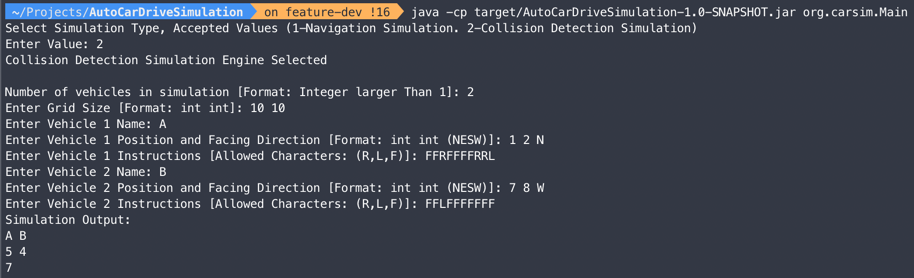 ~/Projects/AutoCarDriveSimulation on feature-dev !16 java -cp target/AutoCarDriveSimulation-1.0-SNAPSHOT.jar org.carsim.Main
Select Simulation Type, Accepted Values (1-Navigation Simulation. 2-Collision Detection Simulation)
Enter Value: 2
Collision Detection Simulation Engine Selected
Number of vehicles in simulation [Format: Integer larger Than 1]: 2
Enter Grid Size [Format: int int]: 10 10
Enter Vehicle 1 Name: A
Enter Vehicle 1 Position and Facing Direction [Format: int int (NESW)]: 1 2 N
Enter Vehicle 1 Instructions [Allowed Characters: (R,L,F)]: FFRFFFFRRL
Enter Vehicle 2 Name: B
Enter Vehicle 2 Position and Facing Direction [Format: int int (NESW)]: 7 8 W
Enter Vehicle 2 Instructions [Allowed Characters: (R,L,F)]: FFLFFFFFFF
Simulation Output:
A B
5 4
7